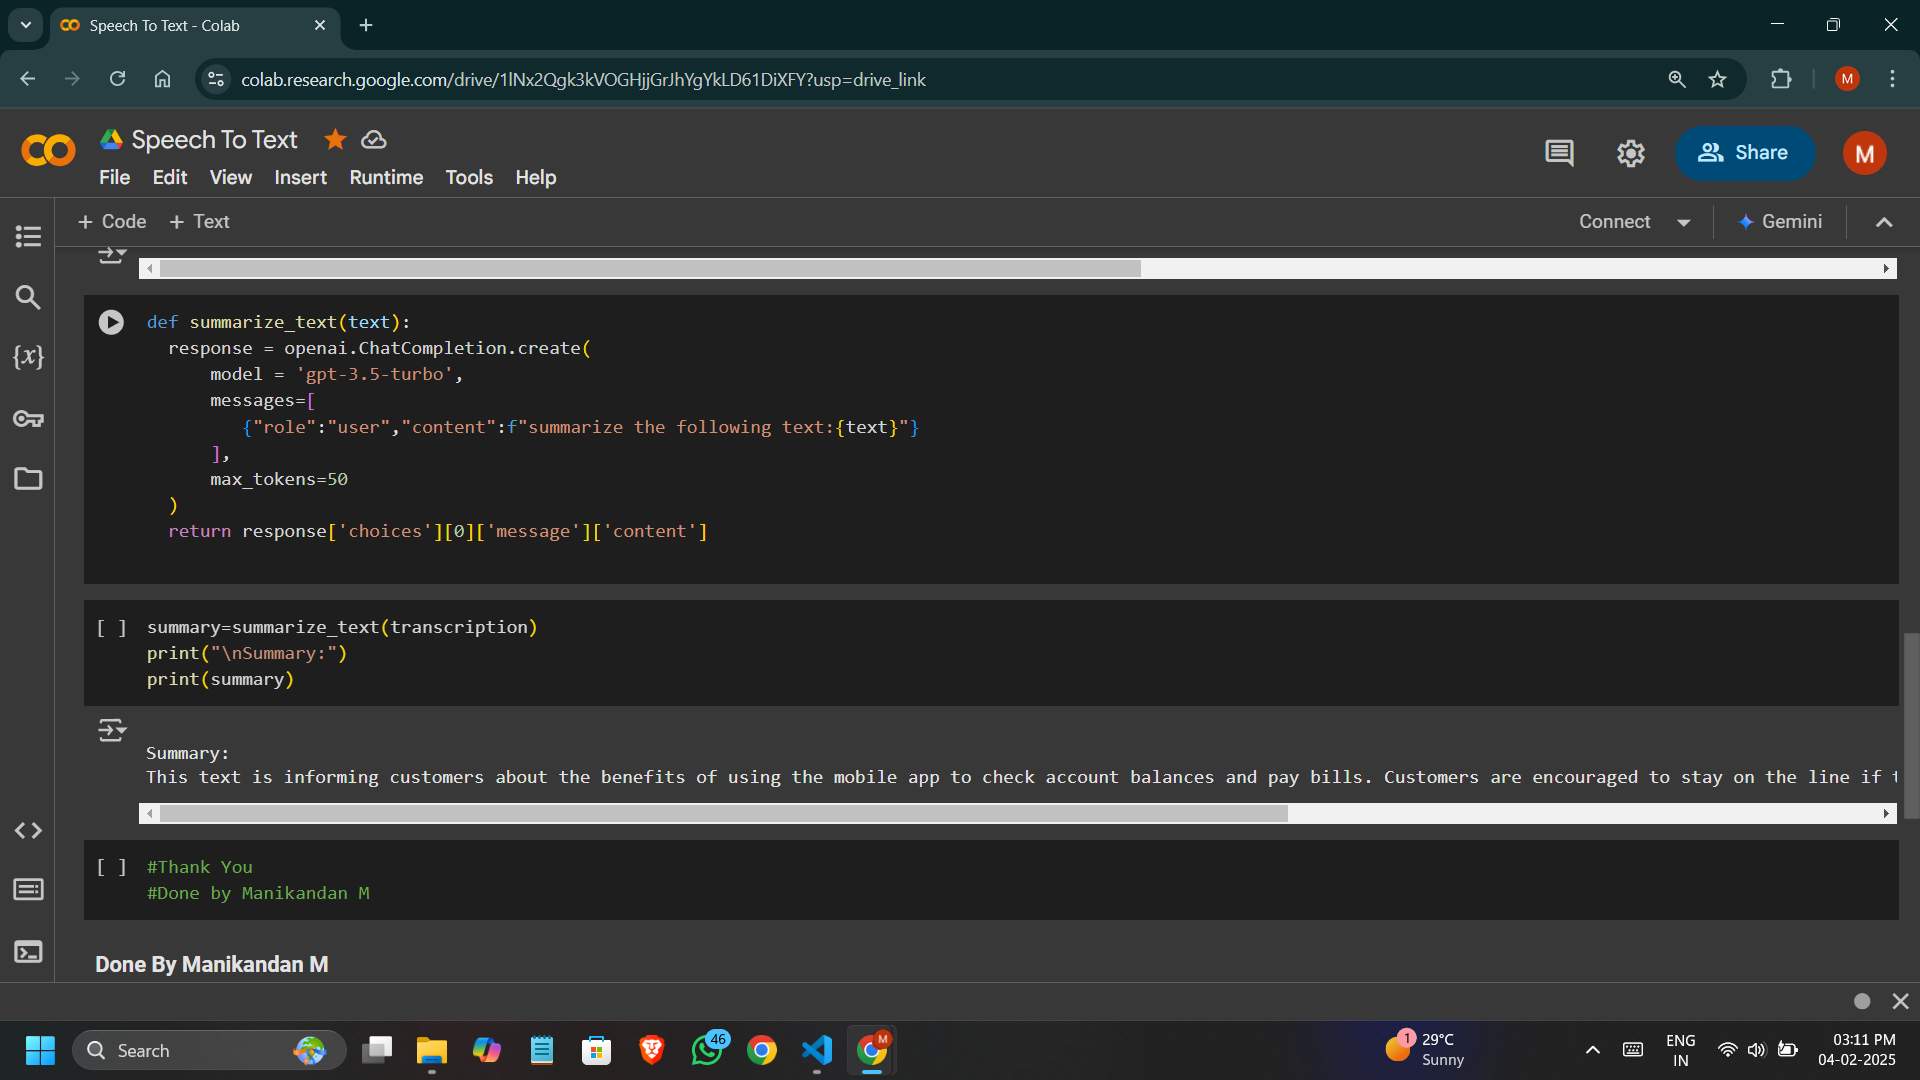 Speech To Text - Colab
colab.research.google.com/drive/1lNx2Qgk3kVOGHjjGrJhYgYkLD61DiXFY?usp=drive_link
M
Speech To Text
Share
M
File Edit View Insert Runtime Tools Help
+ Code + Text
Connect
Gemini
def summarize_text(text):
response = openai.ChatCompletion.create(
model = 'gpt-3.5-turbo',
messages=[
{"role":"user","content":f"summarize the following text:{text}"}
],
max_tokens=50
)
return response['choices'][0]['message']['content']
[ ] summary=summarize_text(transcription)
print("\nSummary:")
print(summary)
Summary:
This text is informing customers about the benefits of using the mobile app to check account balances and pay bills. Customers are encouraged to stay on the line if
[ ] #Thank You
#Done by Manikandan M
Done By Manikandan M
Search
46
M
1
29°C
Sunny
ENG
IN
03:11 PM
04-02-2025